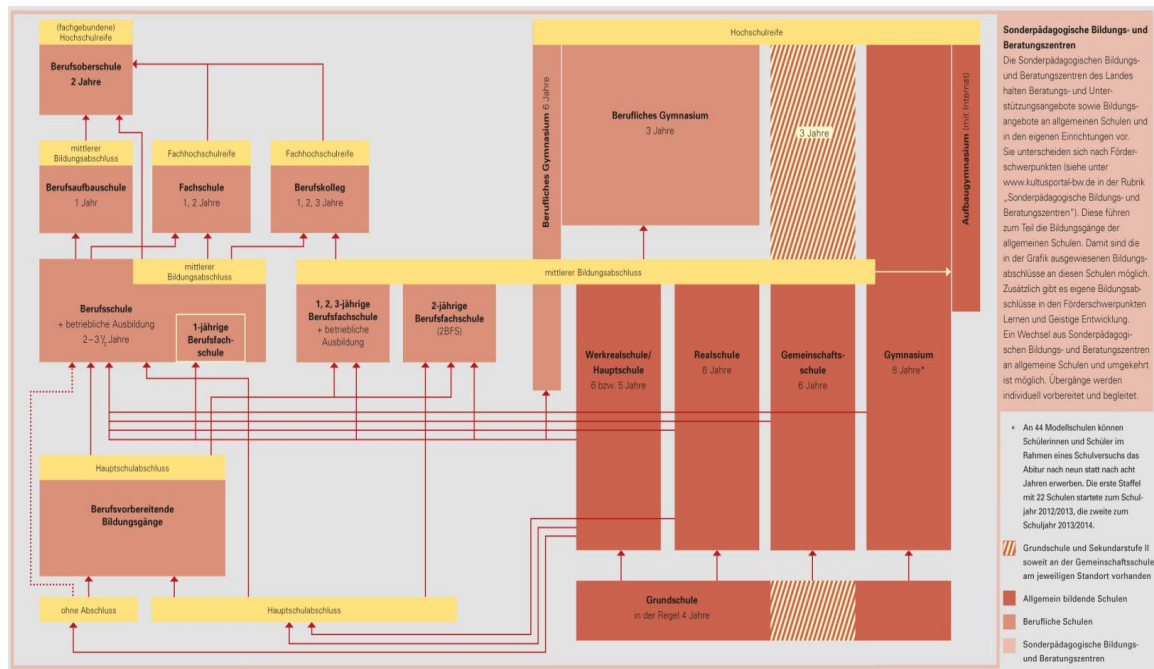 (fachgebundene)
Hochschulreife
Berufsoberschule
2 Jahre
mittlerer
Bildungsabschluss
Berufsaufbauschule
1 Jahr
Fachhochschulreife
Fachschule
1, 2 Jahre
Fachhochschulreife
Berufskolleg
1, 2, 3 Jahre
Hochschulreife
Berufliches Gymnasium 6 Jahre
Berufliches Gymnasium
3 Jahre
3 Jahre
Aufbaugymnasium (mit Internat)
mittlerer
Bildungsabschluss
Berufsschule
+ betriebliche Ausbildung
2 – 3 ½ Jahre
1-jährige
Berufsfach-
schule
mittlerer Bildungsabschluss
1, 2, 3-jährige
Berufsfachschule
+ betriebliche
Ausbildung
2-jährige
Berufsfachschule
(2BFS)
Werkrealschule/
Hauptschule
6 bzw. 5 Jahre
Realschule
6 Jahre
Gemeinschafts-
schule
6 Jahre
Gymnasium
8 Jahre*
Hauptschulabschluss
Berufsvorbereitende
Bildungsgänge
ohne Abschluss
Hauptschulabschluss
Grundschule
in der Regel 4 Jahre
Sonderpädagogische Bildungs- und
Beratungszentren
Die Sonderpädagogischen Bildungs-
und Beratungszentren des Landes
halten Beratungs- und Unter-
stützungsangebote sowie Bildungs-
angebote an allgemeinen Schulen und
in den eigenen Einrichtungen vor.
Sie unterscheiden sich nach Förder-
schwerpunkten (siehe unter
www.kultusportal-bw.de in der Rubrik
„Sonderpädagogische Bildungs- und
Beratungszentren“). Diese führen
zum Teil die Bildungsgänge der
allgemeinen Schulen. Damit sind die
in der Grafik ausgewiesenen Bildungs-
abschlüsse an diesen Schulen möglich.
Zusätzlich gibt es eigene Bildungsab-
schlüsse in den Förderschwerpunkten
Lernen und Geistige Entwicklung.
Ein Wechsel aus Sonderpädagogi-
schen Bildungs- und Beratungszentren
an allgemeine Schulen und umgekehrt
ist möglich. Übergänge werden
individuell vorbereitet und begleitet.
* An 44 Modellschulen können
Schülerinnen und Schüler im
Rahmen eines Schulversuchs das
Abitur nach neun statt nach acht
Jahren erwerben. Die erste Staffel
mit 22 Schulen startete zum Schul-
jahr 2012/2013, die zweite zum
Schuljahr 2013/2014.
Grundschule und Sekundarstufe II
soweit an der Gemeinschaftsschule
am jeweiligen Standort vorhanden
Allgemein bildende Schulen
Berufliche Schulen
Sonderpädagogische Bildungs-
und Beratungszentren